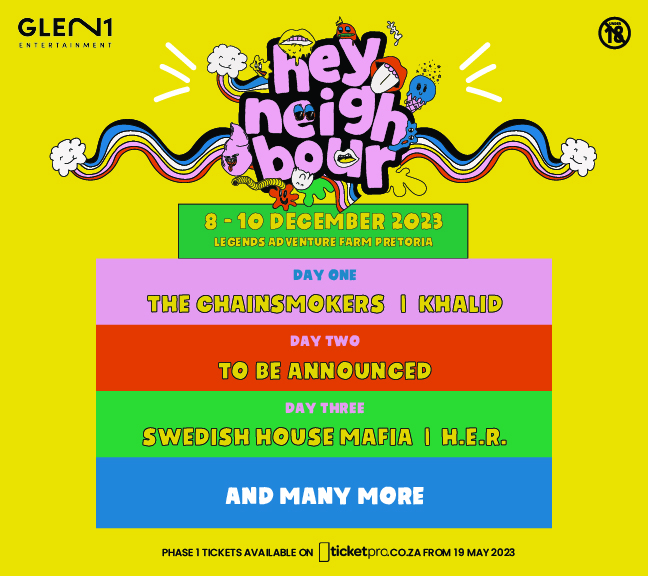 GLEN21
ENTERTAINMENT
UNDER
18
hey
neigh
bour
8 - 10 DECEMBER 2023
LEGENDS ADVENTURE FARM PRETORIA
DAY ONE
THE CHAINSMOKERS | KHALID
DAY TWO
TO BE ANNOUNCED
DAY THREE
SWEDISH HOUSE MAFIA | H.E.R.
AND MANY MORE
PHASE 1 TICKETS AVAILABLE ON ticketpro.CO.ZA FROM 19 MAY 2023